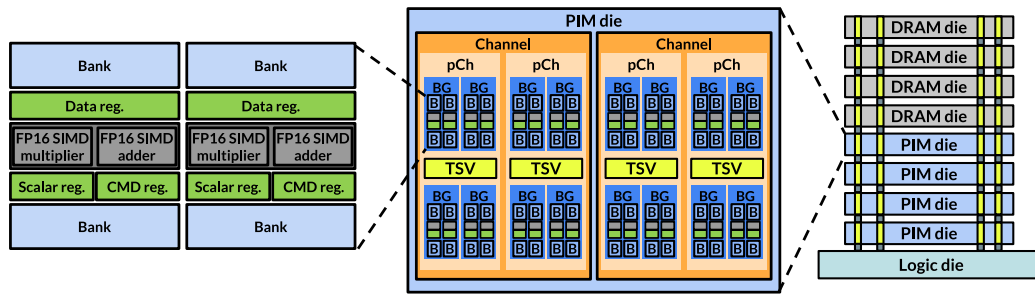 Bank
Bank
Data reg.
Data reg.
FP16 SIMD multiplier
FP16 SIMD adder
FP16 SIMD multiplier
FP16 SIMD adder
Scalar reg.
CMD reg.
Scalar reg.
CMD reg.
Bank
Bank
PIM die
Channel
Channel
pCh
pCh
pCh
pCh
BG BG BG BG BG BG BG BG
B B B B B B B B B B B B B B B B
B B B B B B B B B B B B B B B B
TSV
TSV
TSV
TSV
BG BG BG BG BG BG BG BG
B B B B B B B B B B B B B B B B
B B B B B B B B B B B B B B B B
DRAM die
DRAM die
DRAM die
DRAM die
PIM die
PIM die
PIM die
PIM die
Logic die